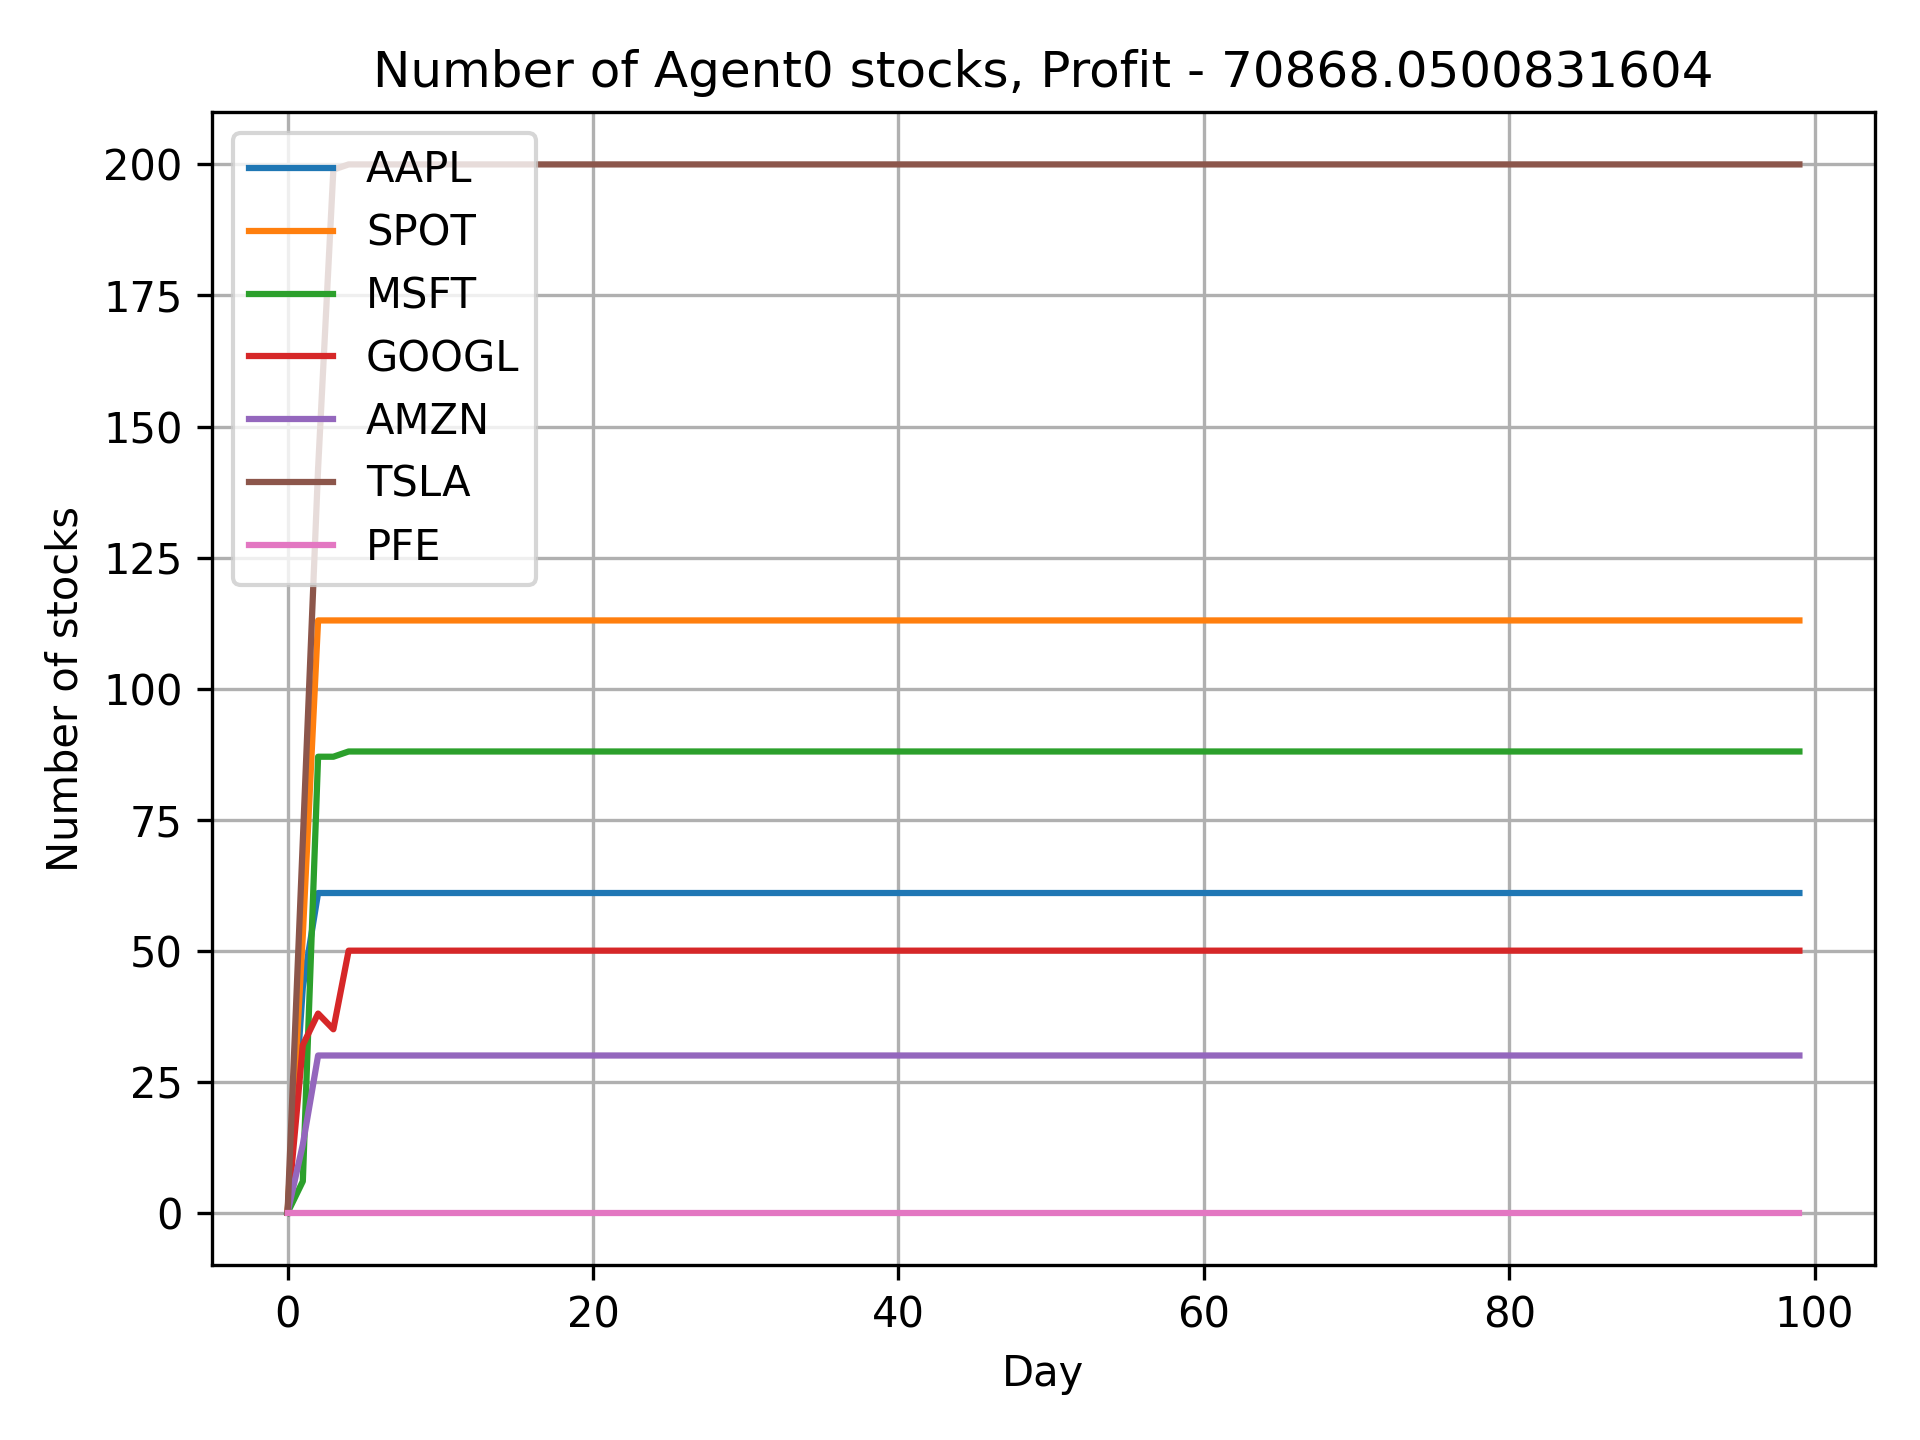 Number of Agent0 stocks, Profit - 70868.0500831604
200
175
150
125
100
75
50
25
0
Number of stocks
AAPL
SPOT
MSFT
GOOGL
AMZN
TSLA
PFE
0 20 40 60 80 100
Day